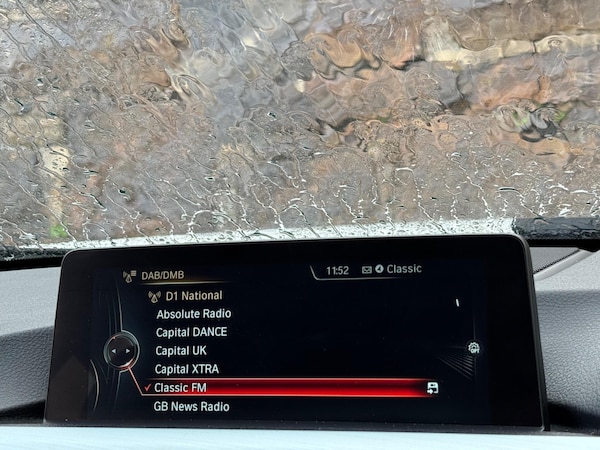 DAB/DMB
11:52 Classic
D1 National
Absolute Radio
Capital DANCE
Capital UK
Capital XTRA
Classic FM
GB News Radio